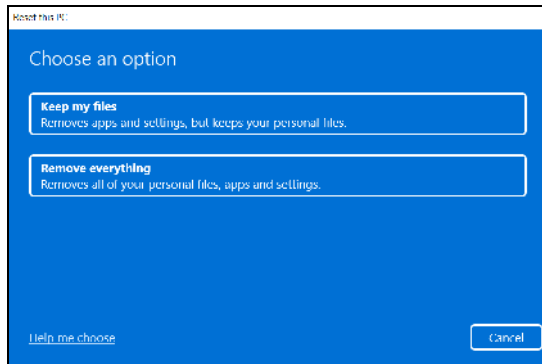 Reset this PC
Choose an option
Keep my files
Removes apps and settings, but keeps your personal files.
Remove everything
Removes all of your personal files, apps and settings.
Help me choose
Cancel